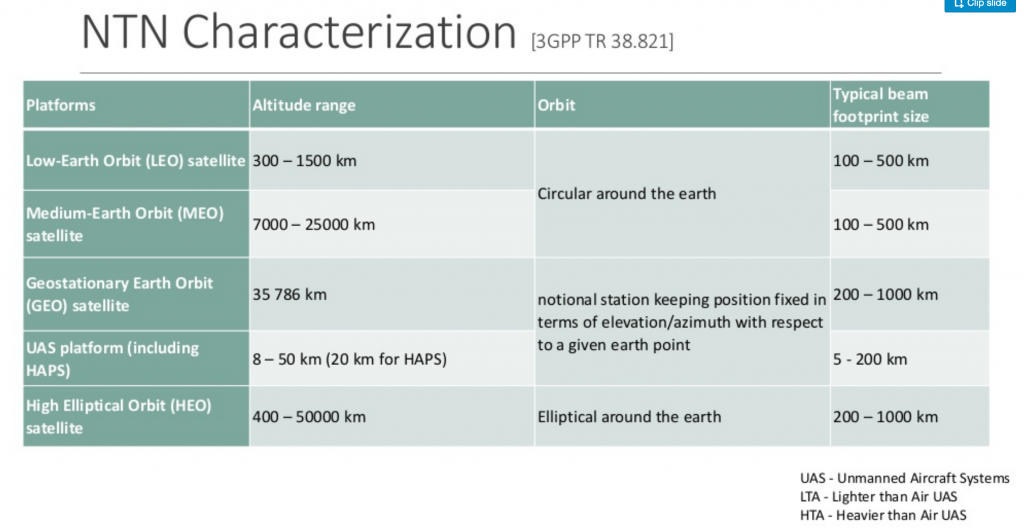 Clip slide
NTN Characterization [3GPP TR 38.821]
Platforms
Altitude range
Orbit
Typical beam
footprint size
Low-Earth Orbit (LEO) satellite
300 – 1500 km
Circular around the earth
100 – 500 km
Medium-Earth Orbit (MEO)
satellite
7000 – 25000 km
100 – 500 km
Geostationary Earth Orbit
(GEO) satellite
35 786 km
notional station keeping position fixed in
terms of elevation/azimuth with respect
to a given earth point
200 – 1000 km
UAS platform (including
HAPS)
8 – 50 km (20 km for HAPS)
5 - 200 km
High Elliptical Orbit (HEO)
satellite
400 – 50000 km
Elliptical around the earth
200 – 1000 km
UAS - Unmanned Aircraft Systems
LTA - Lighter than Air UAS
HTA - Heavier than Air UAS